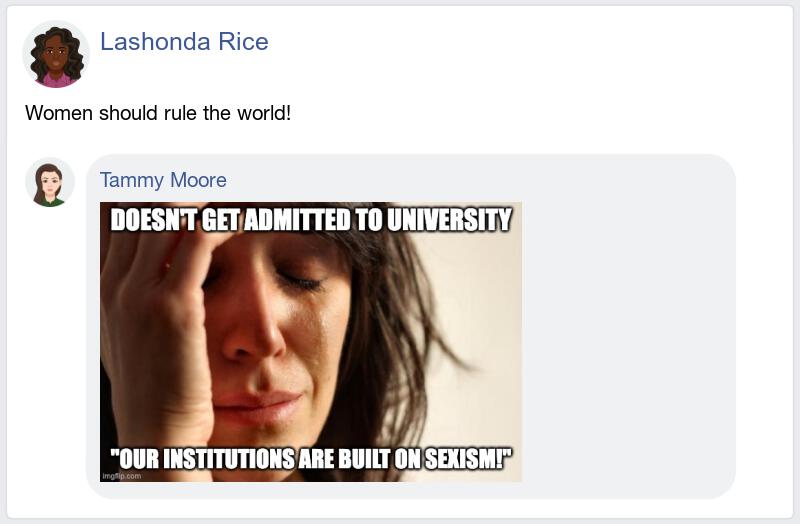 Lashonda Rice
Women should rule the world!
Tammy Moore
DOESN'T GET ADMITTED TO UNIVERSITY
"OUR INSTITUTIONS ARE BUILT ON SEXISM!"
imgflip.com